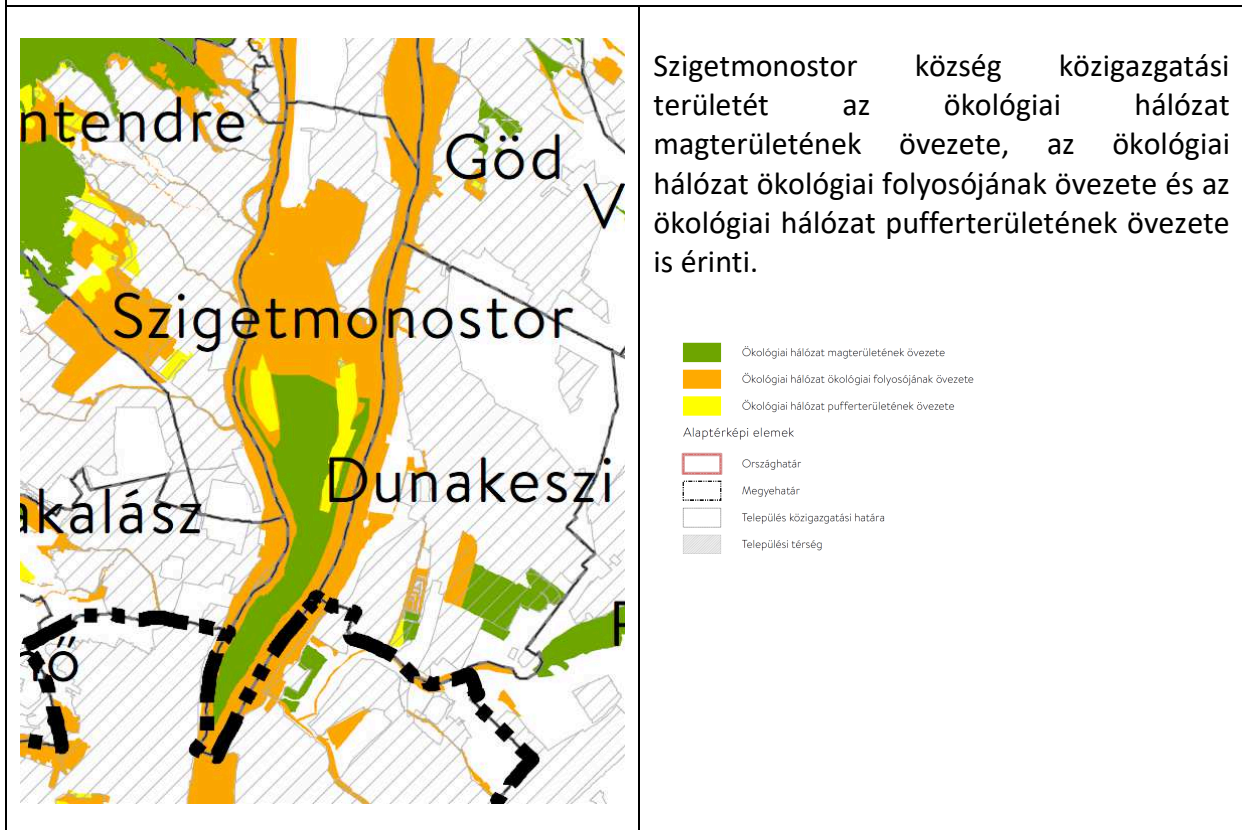 ntendre
Göd
V
Szigetmonostor
Dunakeszi
akalász
P
nő
Szigetmonostor község közigazgatási
területét az ökológiai hálózat
magterületének övezete, az ökológiai
hálózat ökológiai folyosójának övezete és az
ökológiai hálózat pufferterületének övezete
is érinti.
Ökológiai hálózat magterületének övezete
Ökológiai hálózat ökológiai folyosójának övezete
Ökológiai hálózat pufferterületének övezete
Alaptérképi elemek
Országhatár
Megyehatár
Település közigazgatási határa
Települési térség